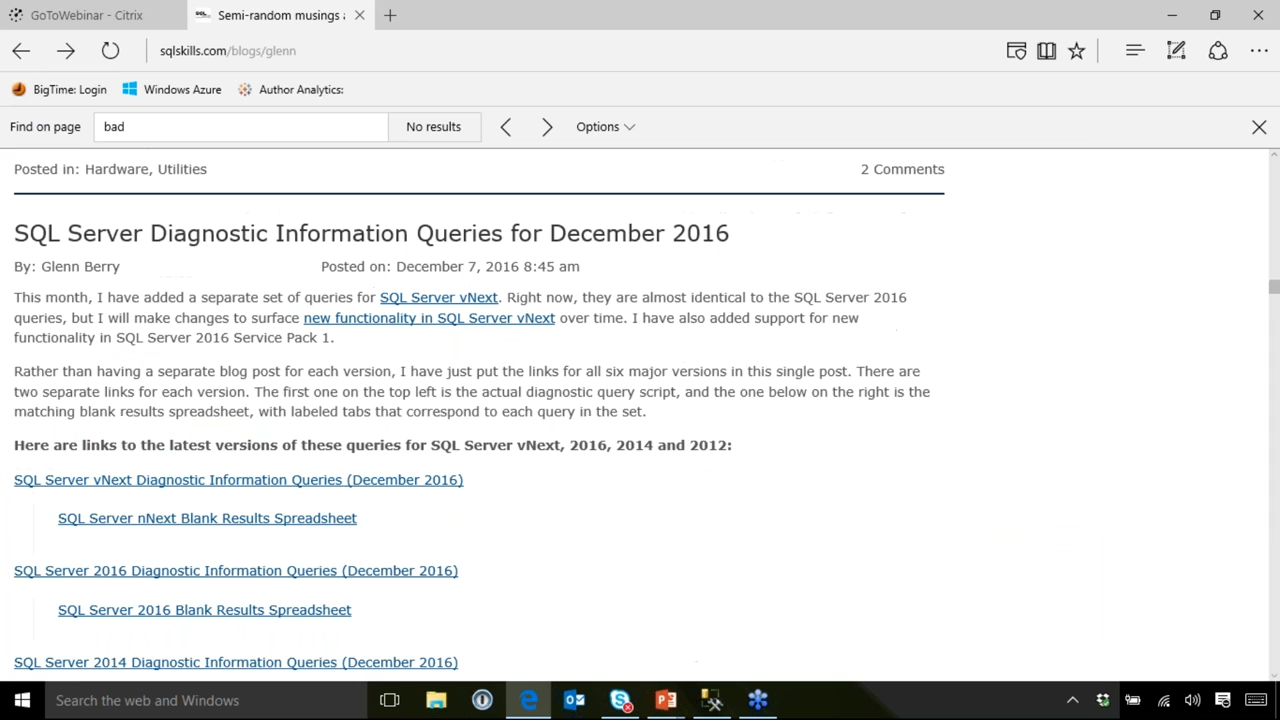 GoToWebinar - Citrix
Semi-random musings a
sqlskills.com/blogs/glenn
BigTime: Login Windows Azure Author Analytics:
Find on page bad No results Options
Posted in: Hardware, Utilities 2 Comments
SQL Server Diagnostic Information Queries for December 2016
By: Glenn Berry Posted on: December 7, 2016 8:45 am
This month, I have added a separate set of queries for SQL Server vNext. Right now, they are almost identical to the SQL Server 2016
queries, but I will make changes to surface new functionality in SQL Server vNext over time. I have also added support for new
functionality in SQL Server 2016 Service Pack 1.
Rather than having a separate blog post for each version, I have just put the links for all six major versions in this single post. There are
two separate links for each version. The first one on the top left is the actual diagnostic query script, and the one below on the right is the
matching blank results spreadsheet, with labeled tabs that correspond to each query in the set.
Here are links to the latest versions of these queries for SQL Server vNext, 2016, 2014 and 2012:
SQL Server vNext Diagnostic Information Queries (December 2016)
SQL Server nNext Blank Results Spreadsheet
SQL Server 2016 Diagnostic Information Queries (December 2016)
SQL Server 2016 Blank Results Spreadsheet
SQL Server 2014 Diagnostic Information Queries (December 2016)
Search the web and Windows